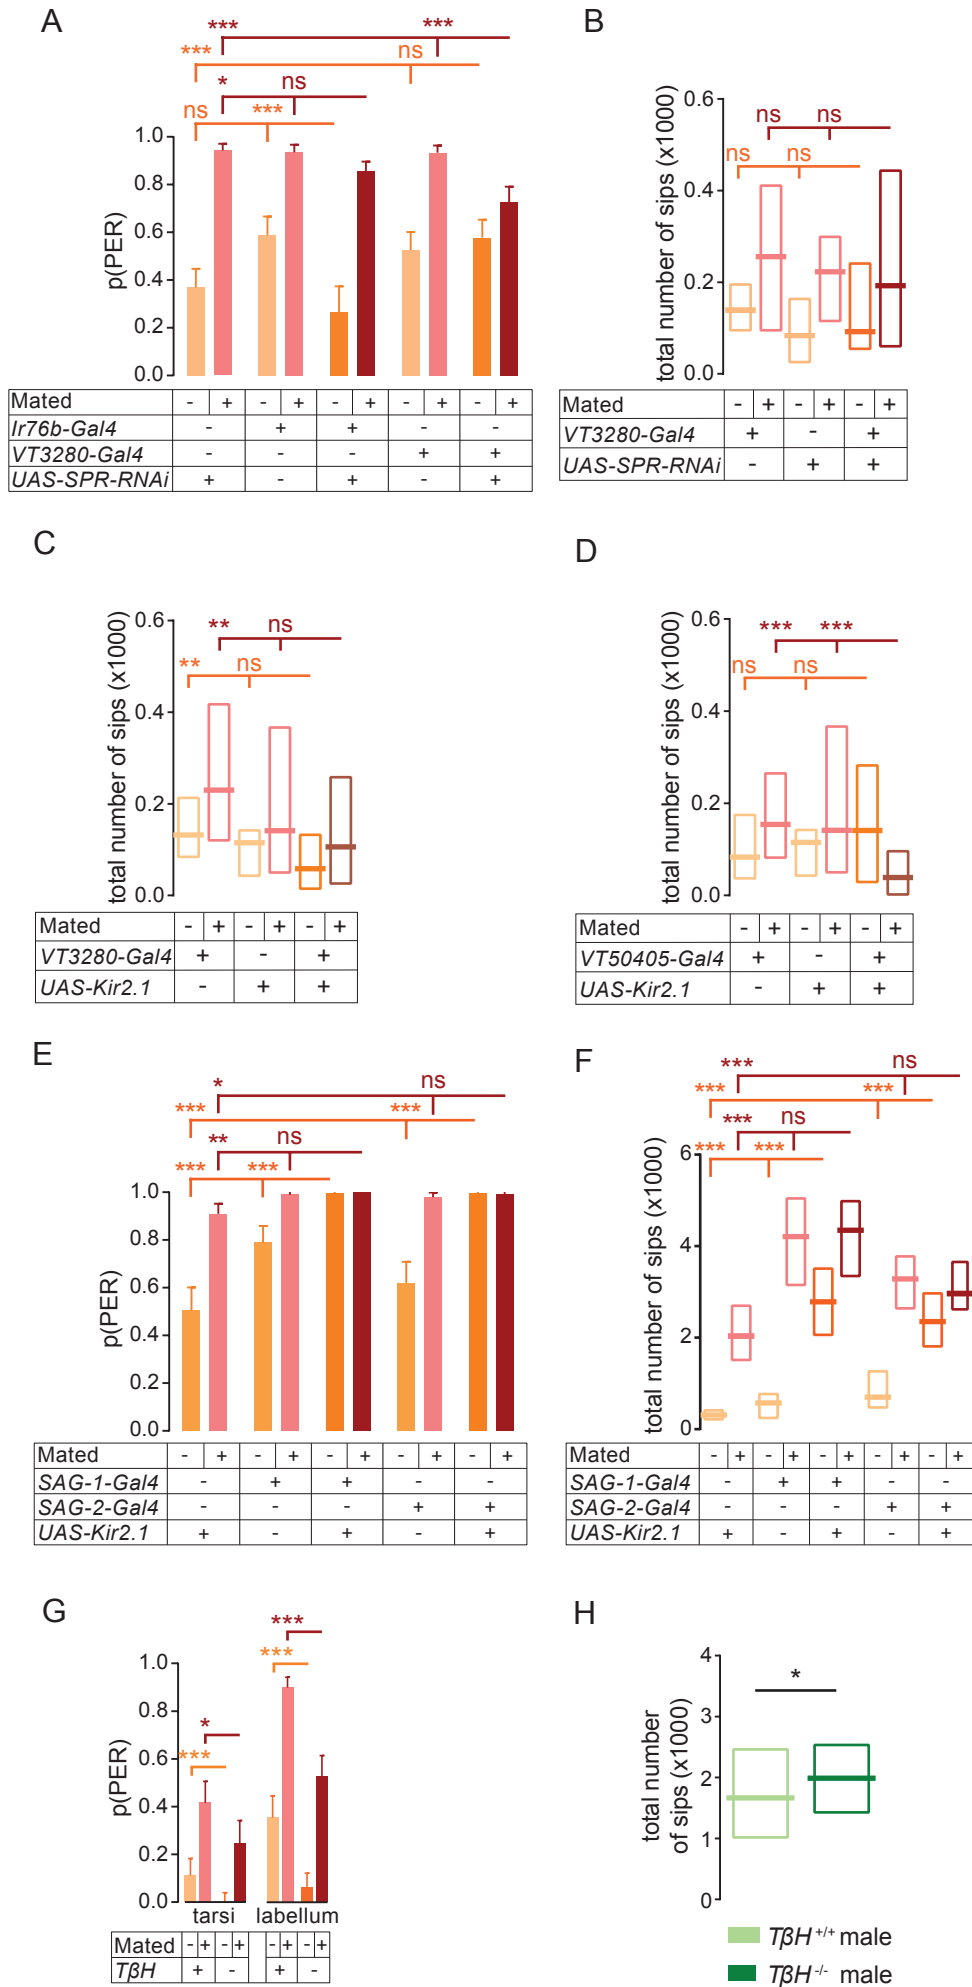 A
*** ***
*** ns
* ns
ns ***
p(PER)
1.0
0.8
0.6
0.4
0.2
0.0
Mated - + - + - + - + - +
Ir76b-Gal4 - + + - -
VT3280-Gal4 - - - + +
UAS-SPR-RNAi + - + - +
B
ns ns
ns ns
total number of sips (x1000)
0.6
0.4
0.2
0.0
Mated - + - + - +
VT3280-Gal4 + - +
UAS-SPR-RNAi - + +
C
** ns
** ns
total number of sips (x1000)
0.6
0.4
0.2
0.0
Mated - + - + - +
VT3280-Gal4 + - +
UAS-Kir2.1 - + +
D
*** ***
ns ns
total number of sips (x1000)
0.6
0.4
0.2
0.0
Mated - + - + - +
VT50405-Gal4 + - +
UAS-Kir2.1 - + +
E
* ns
*** ***
** ns
*** ***
p(PER)
1.0
0.8
0.6
0.4
0.2
0.0
Mated - + - + - + - + - +
SAG-1-Gal4 - + + - -
SAG-2-Gal4 - - - + +
UAS-Kir2.1 + - + - +
F
*** ns
*** ***
*** ns
*** ***
total number of sips (x1000)
6
4
2
0
Mated - + - + - + - + - +
SAG-1-Gal4 - + + - -
SAG-2-Gal4 - - - + +
UAS-Kir2.1 + - + - +
G
***
***
*
***
p(PER)
1.0
0.8
0.6
0.4
0.2
0.0
tarsi labellum
Mated - + - + - + - +
TβH + - + -
H
*
total number
of sips (x1000)
4
3
2
1
0
TβH+/+ male
TβH-/- male